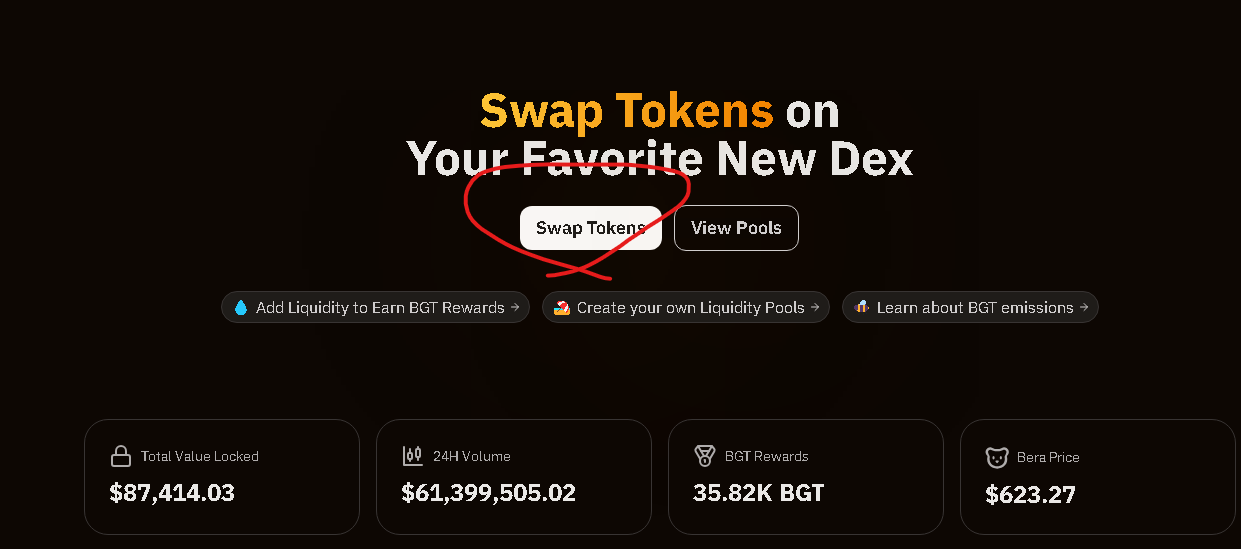 Swap Tokens on
Your Favorite New Dex
Swap Tokens View Pools
Add Liquidity to Earn BGT Rewards → Create your own Liquidity Pools → Learn about BGT emissions →
Total Value Locked 24H Volume BGT Rewards Bera Price
$87,414.03 $61,399,505.02 35.82K BGT $623.27